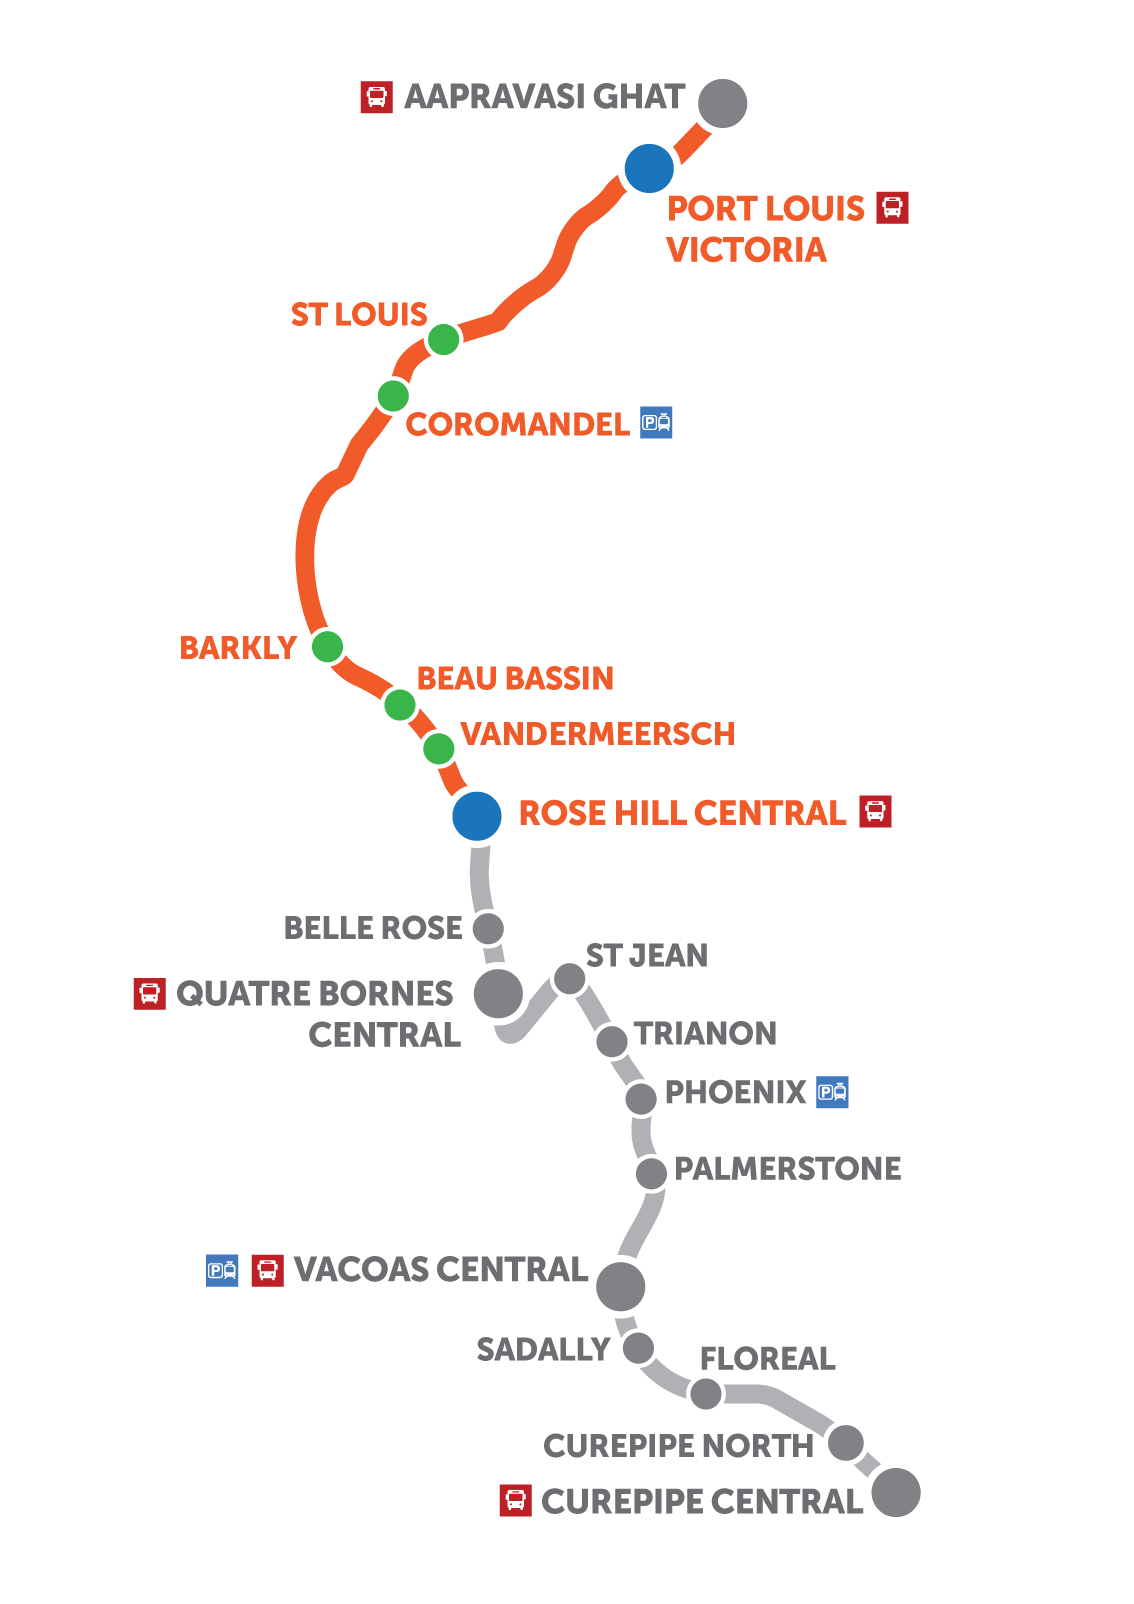 AAPRAVASI GHAT
PORT LOUIS
VICTORIA
ST LOUIS
COROMANDEL
P
BARKLY
BEAU BASSIN
VANDERMEERSCH
ROSE HILL CENTRAL
BELLE ROSE
ST JEAN
QUATRE BORNES
CENTRAL
TRIANON
PHOENIX
P
PALMERSTONE
P
VACOAS CENTRAL
SADALLY
FLOREAL
CUREPIPE NORTH
CUREPIPE CENTRAL